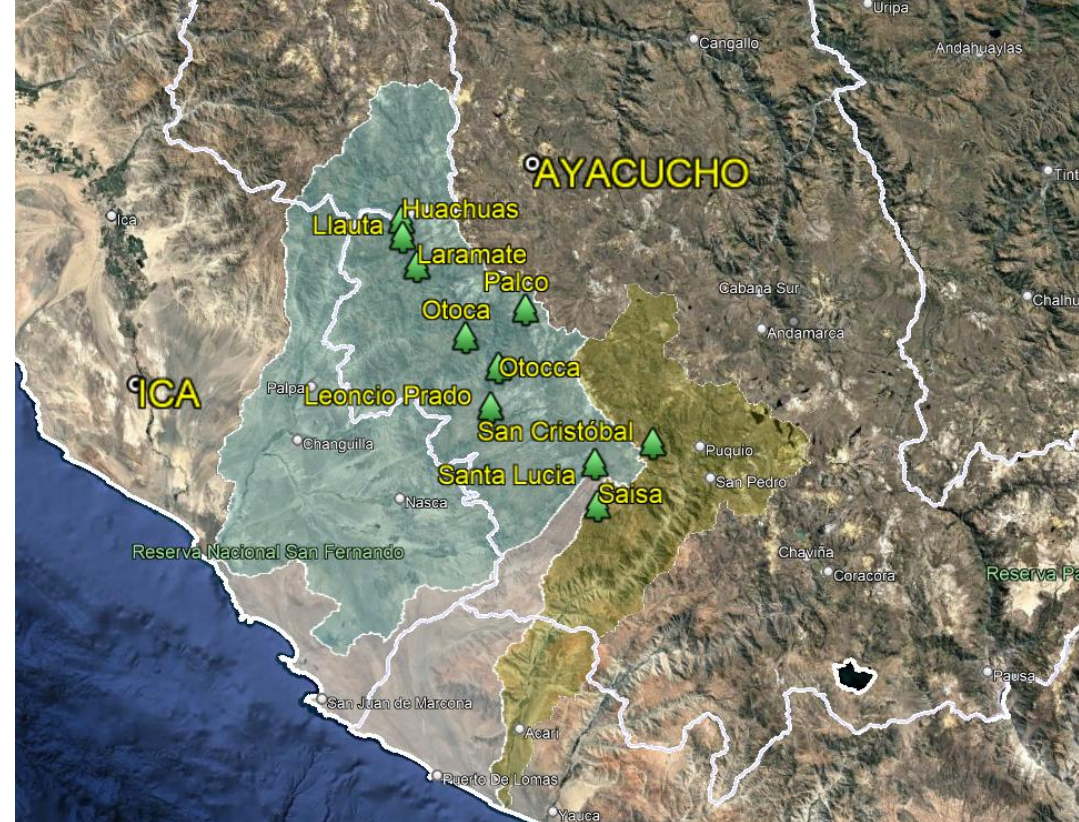 Uripa
Cangallo
Andahuaylas
AYACUCHO
Tint
Ica
Huachuas
Llauta
Laramate
Palco
Cabana Sur
Chalhu
Otoca
Andamarca
Otocca
Palpa
ICA
Leoncio Prado
San Cristóbal
Changuilla
Puquio
Santa Lucia
San Pedro
Saisa
Nasca
Reserva Nacional San Fernando
Chaviña
Coracora
Reserva Pa
Pausa
San Juan de Marcona
Acarí
Puerto De Lomas
Yauca